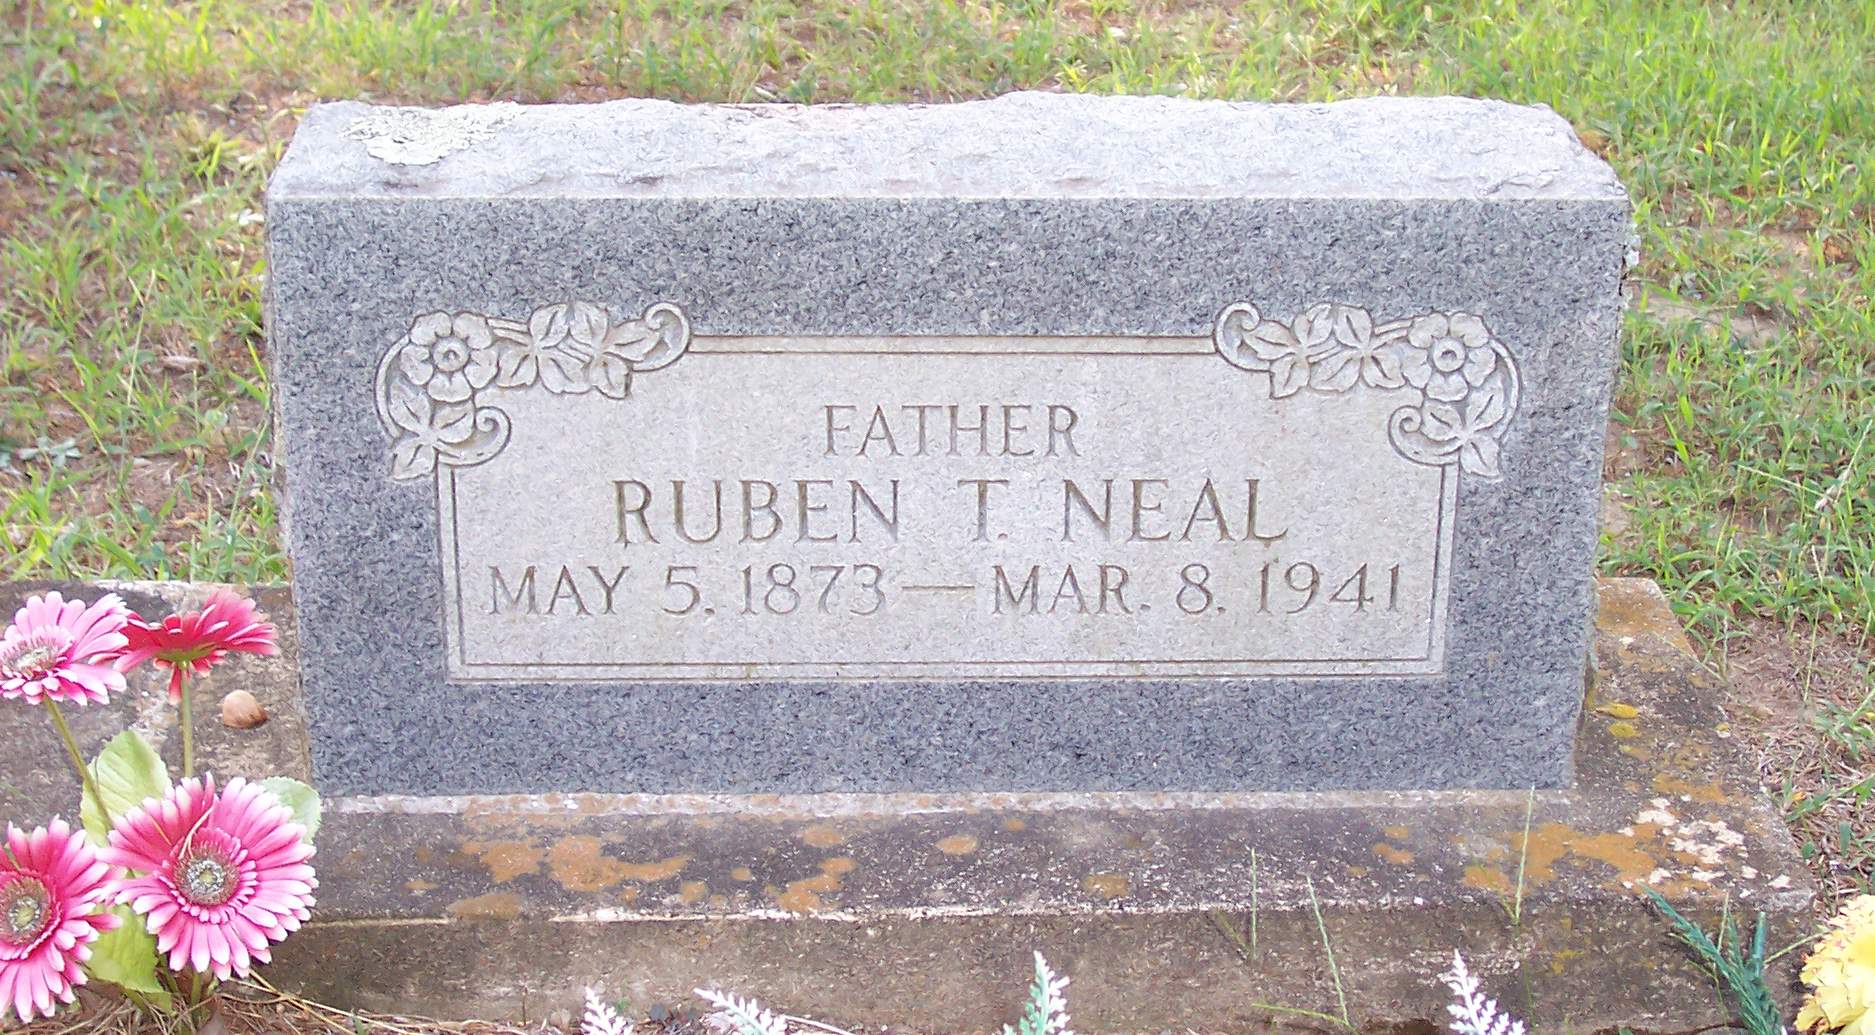 FATHER
RUBEN T. NEAL
MAY 5. 1873 — MAR. 8. 1941